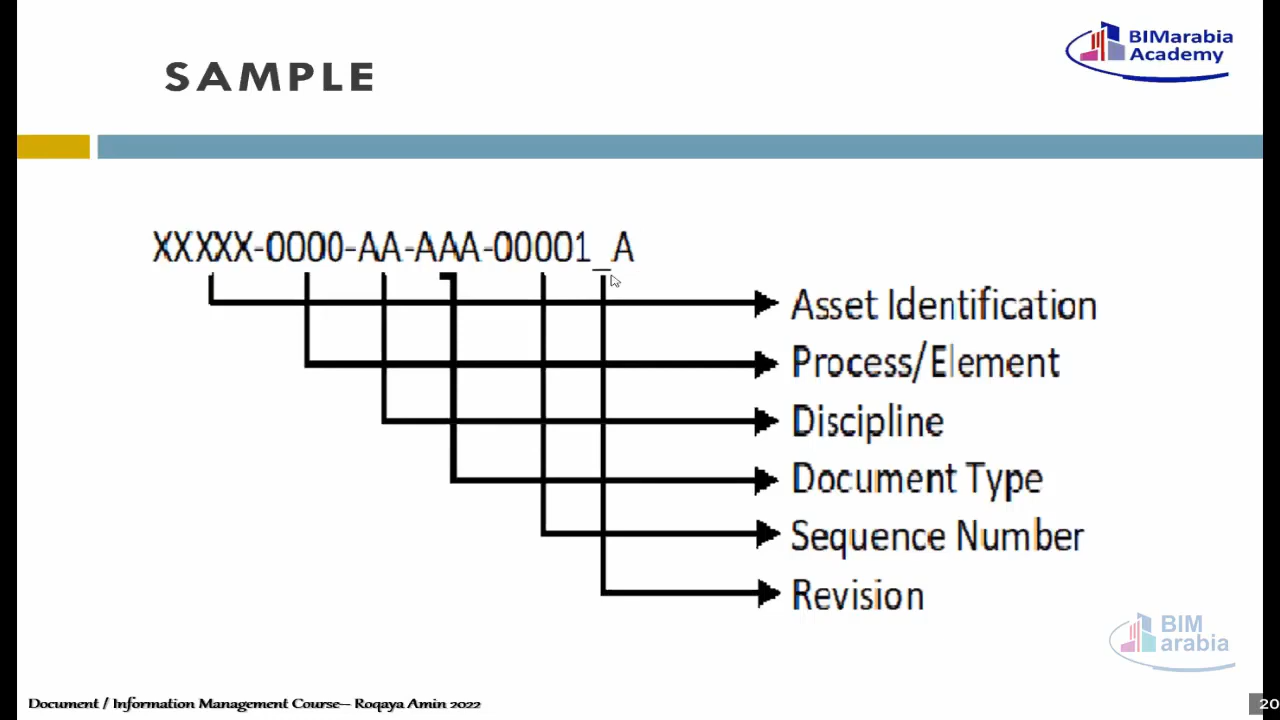 BIMarabia
Academy
SAMPLE
XXXXX-0000-AA-AAA-00001_A
Asset Identification
Process/Element
Discipline
Document Type
Sequence Number
Revision
BIM
arabia
Document / Information Management Course– Roqaya Amin 2022
20